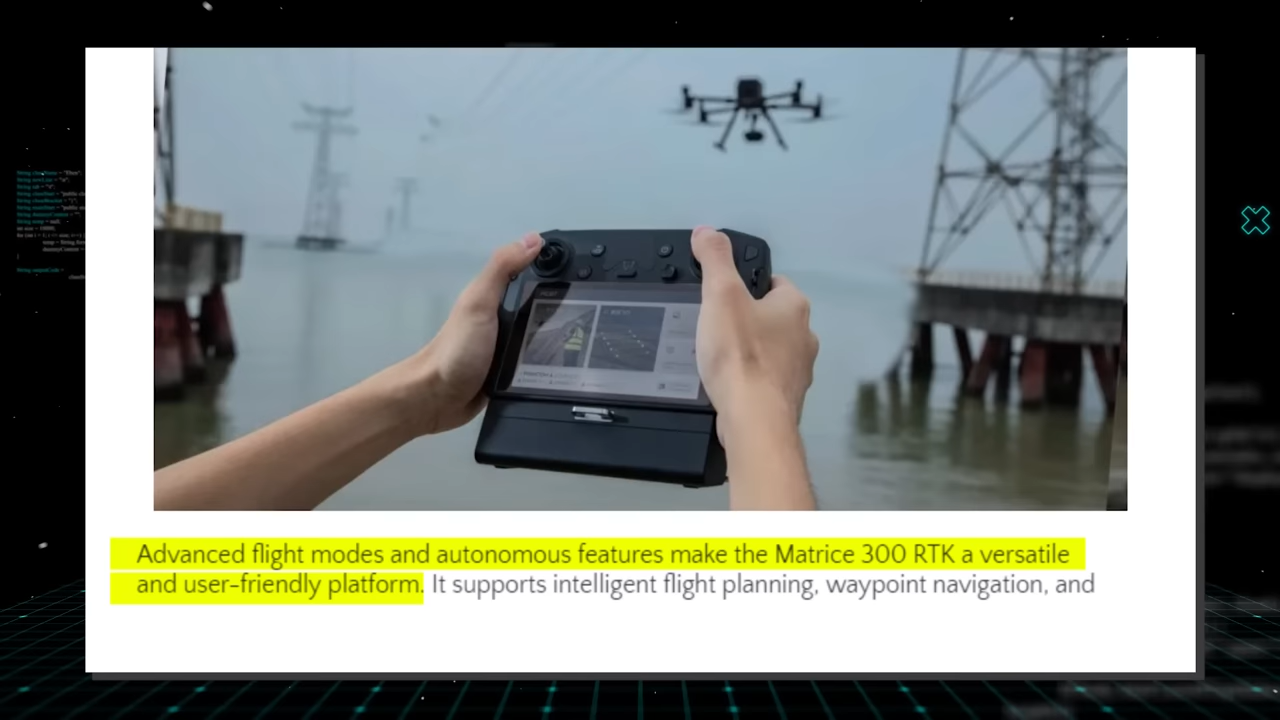 Advanced flight modes and autonomous features make the Matrice 300 RTK a versatile
and user-friendly platform. It supports intelligent flight planning, waypoint navigation, and